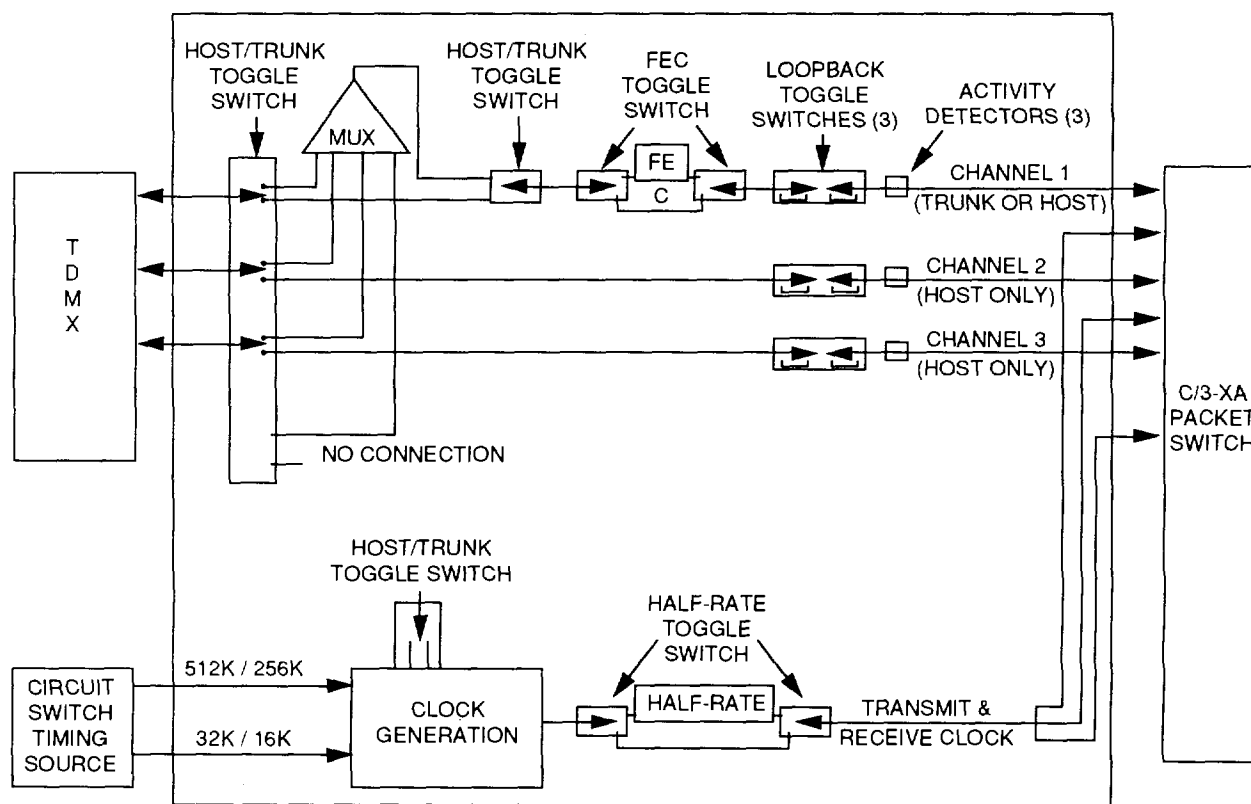 HOST/TRUNK
TOGGLE
SWITCH
MUX
HOST/TRUNK
TOGGLE
SWITCH
FEC
TOGGLE
SWITCH
LOOPBACK
TOGGLE
SWITCHES (3)
ACTIVITY
DETECTORS (3)
FE
C
CHANNEL 1
(TRUNK OR HOST)
T
D
M
X
CHANNEL 2
(HOST ONLY)
CHANNEL 3
(HOST ONLY)
C/3-XA
PACKET
SWITCH
NO CONNECTION
HOST/TRUNK
TOGGLE SWITCH
HALF-RATE
TOGGLE
SWITCH
CIRCUIT
SWITCH
TIMING
SOURCE
512K / 256K
32K / 16K
CLOCK
GENERATION
HALF-RATE
TRANSMIT &
RECEIVE CLOCK